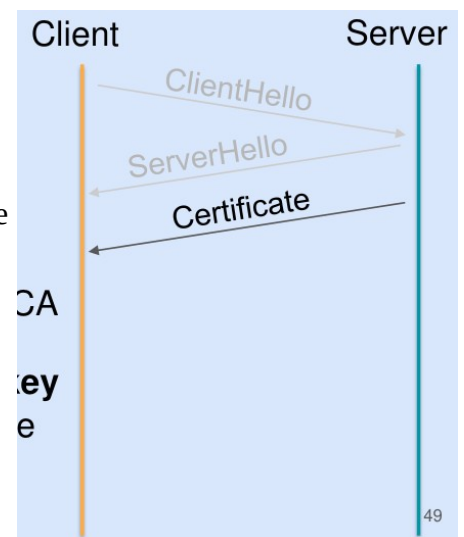 Client Server
ClientHello
ServerHello
Certificate
e
CA
key
e
49